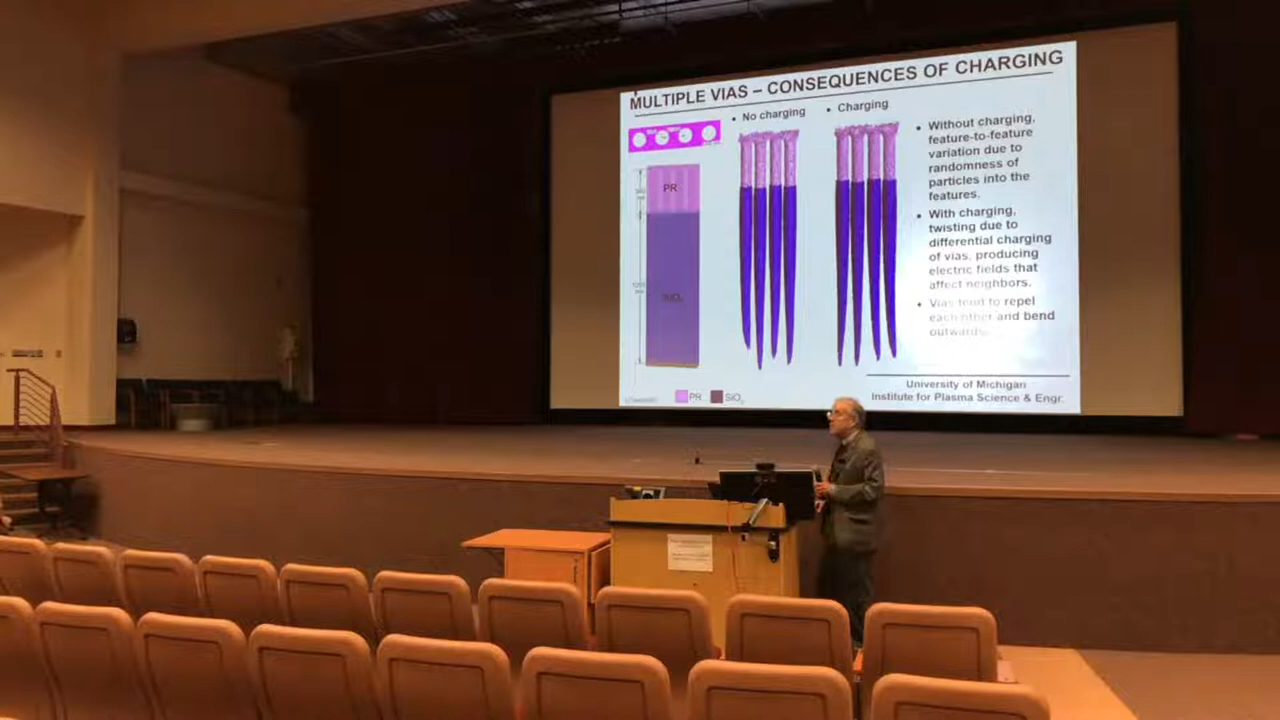 MULTIPLE VIAS – CONSEQUENCES OF CHARGING
• No charging
• Charging
PR
SiO₂
• Without charging,
feature-to-feature
variation due to
randomness of
particles into the
features.
• With charging,
twisting due to
differential charging
of vias, producing
electric fields that
affect neighbors.
• Vias tend to repel
each other and bend
outwards.
PR
SiO₂
University of Michigan
Institute for Plasma Science & Engr.